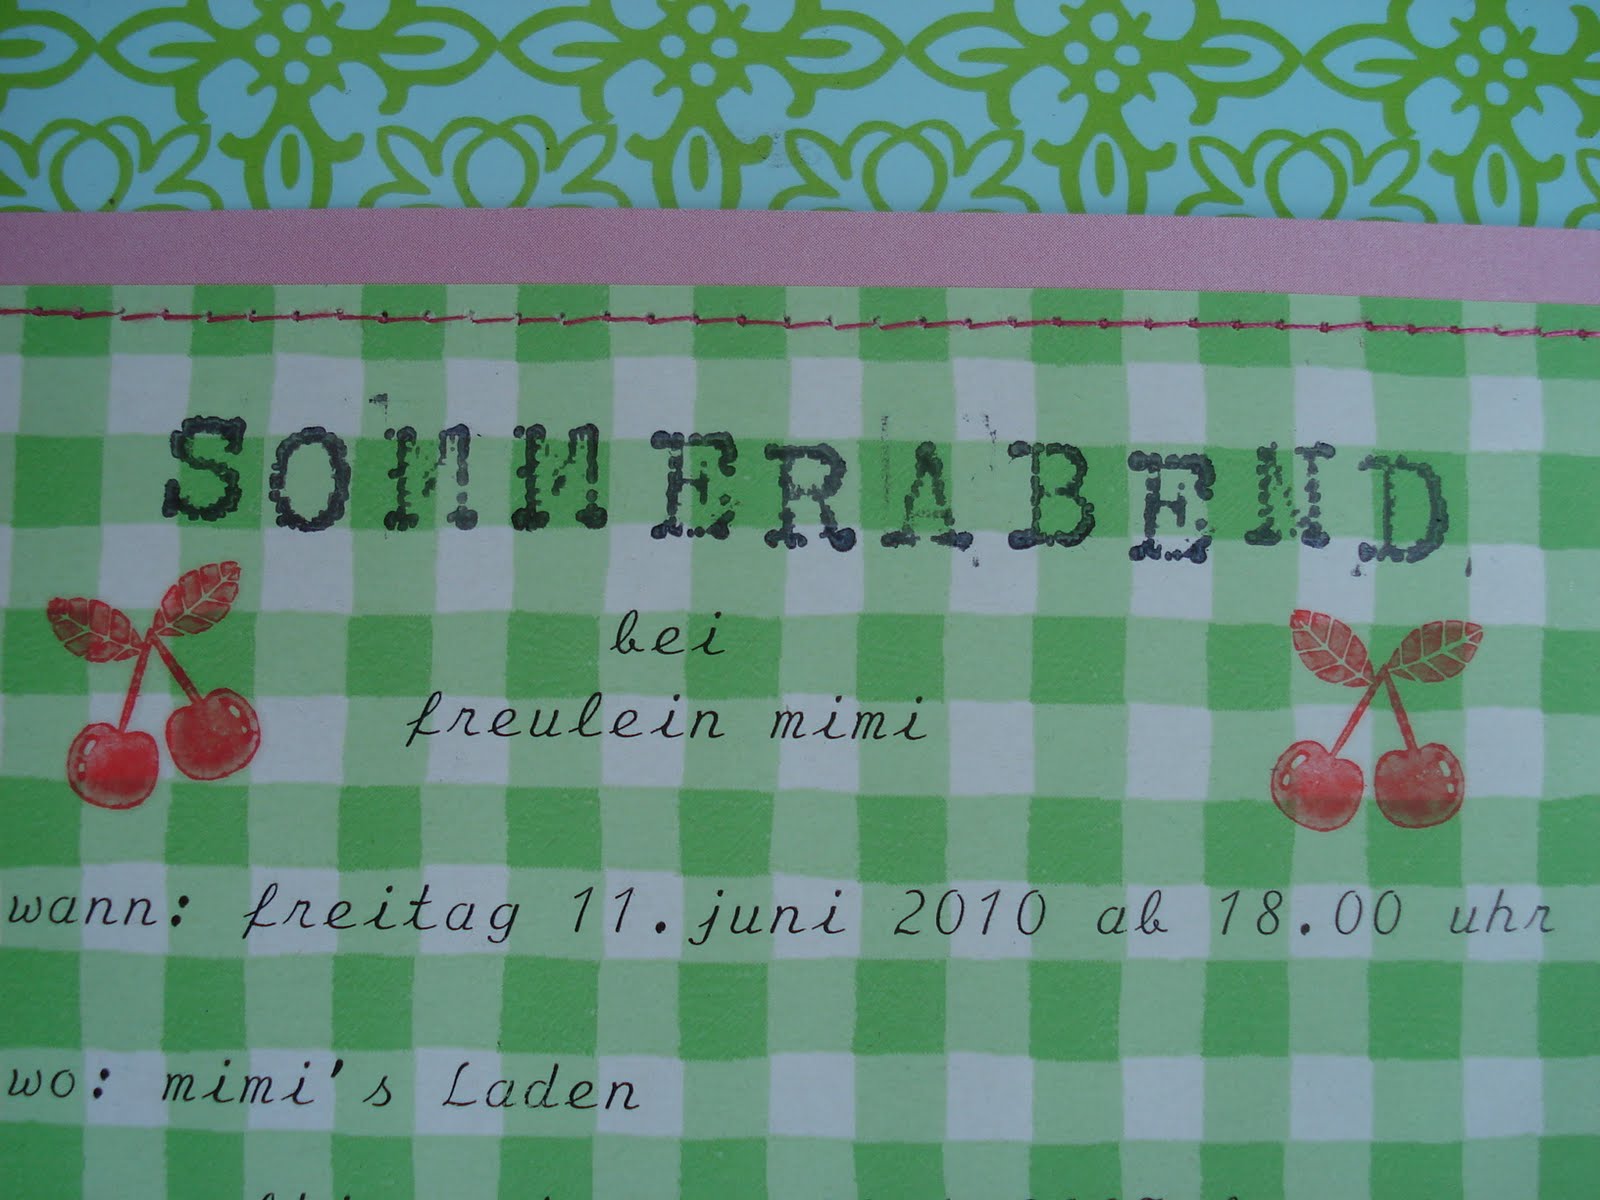 SOMMERABEND
bei
freulein mimi
wann: freitag 11.juni 2010 ab 18.00 uhr
wo: mimi's Laden